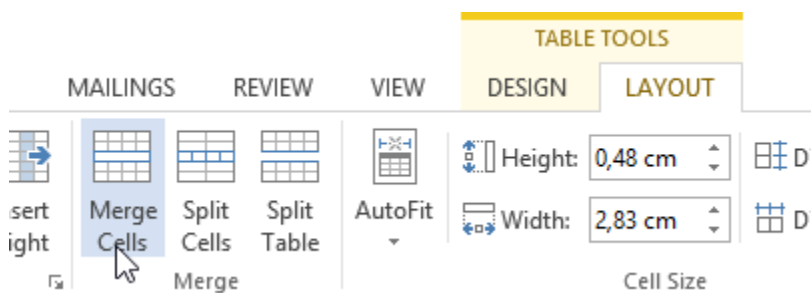 TABLE TOOLS
MAILINGS REVIEW VIEW DESIGN LAYOUT
Merge Cells
Split Cells
Split Table
AutoFit
Height: 0,48 cm
Width: 2,83 cm
Merge
Cell Size